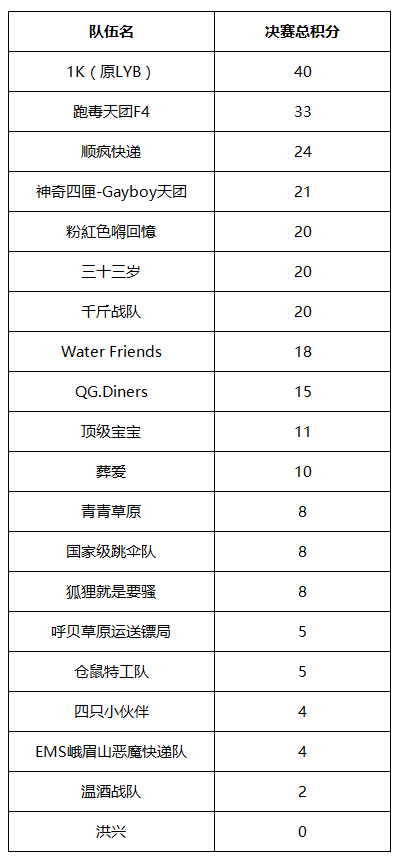 队伍名 决赛总积分
1K（原LYB） 40
跑毒天团F4 33
顺疯快递 24
神奇四匣-Gayboy天团 21
粉紅色嘚回憶 20
三十三岁 20
千斤战队 20
Water Friends 18
QG.Diners 15
顶级宝宝 11
葬爱 10
青青草原 8
国家级跳伞队 8
狐狸就是要骚 8
呼贝草原运送镖局 5
仓鼠特工队 5
四只小伙伴 4
EMS峨眉山恶魔快递队 4
温酒战队 2
洪兴 0